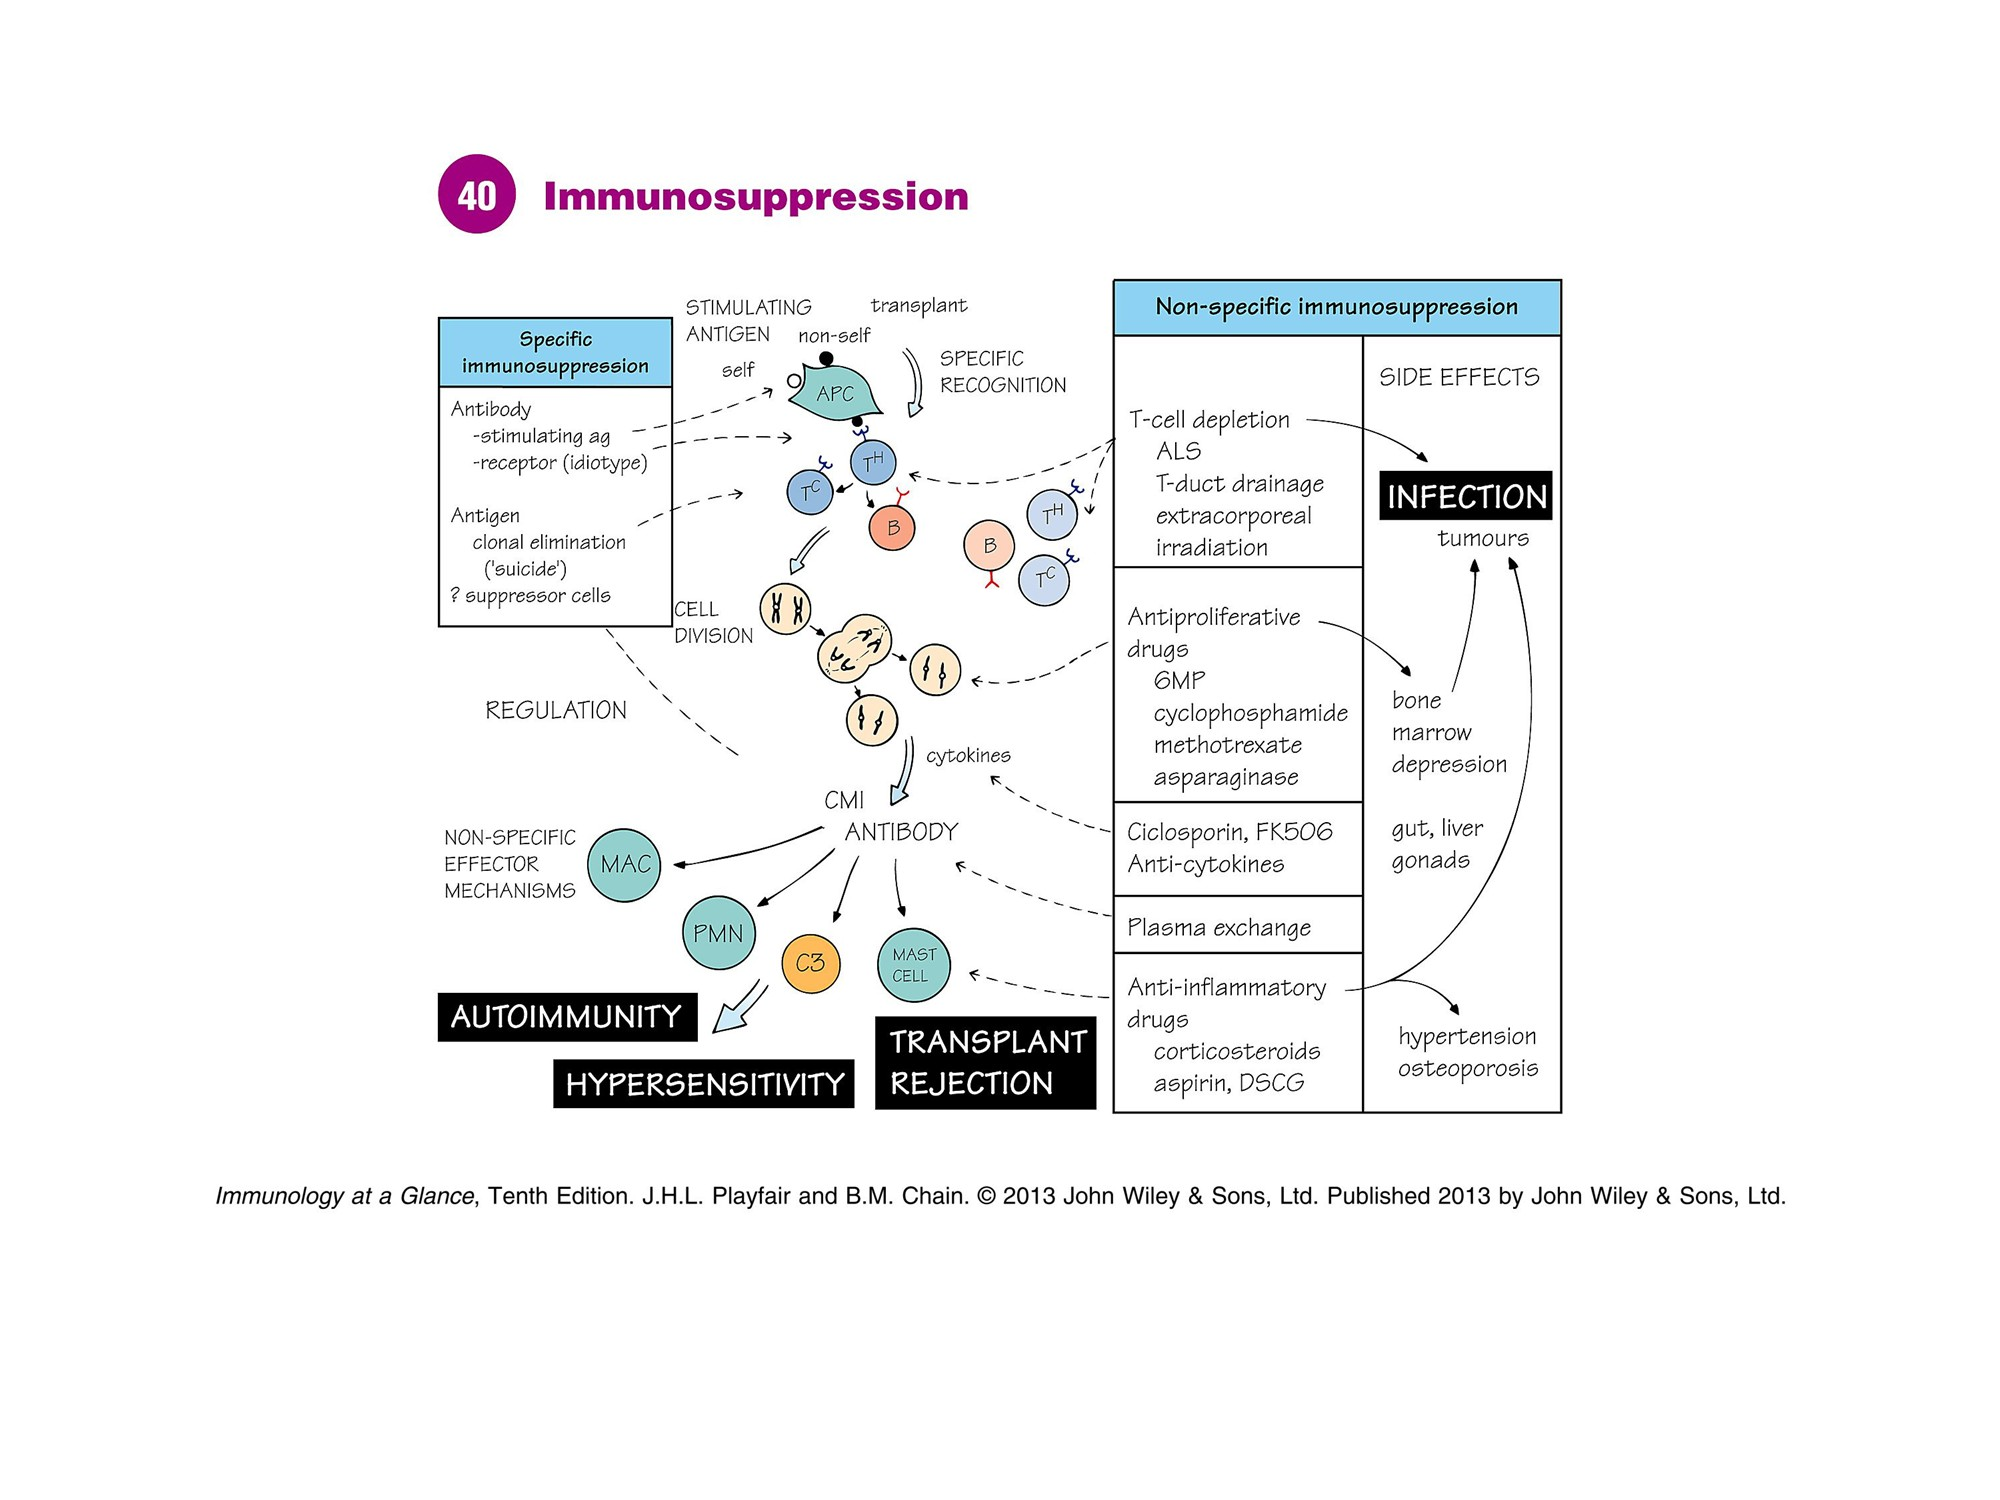 40 Immunosuppression
Specific
immunosuppression
Antibody
-stimulating ag
-receptor (idiotype)
Antigen
clonal elimination
('suicide')
? suppressor cells
STIMULATING
ANTIGEN
transplant
non-self
self
APC
SPECIFIC
RECOGNITION
TH
TC
B
TH
B
TC
CELL
DIVISION
REGULATION
cytokines
CMI
ANTIBODY
NON-SPECIFIC
EFFECTOR
MECHANISMS
MAC
PMN
C3
MAST
CELL
AUTOIMMUNITY
HYPERSENSITIVITY
TRANSPLANT
REJECTION
Non-specific immunosuppression
T-cell depletion
ALS
T-duct drainage
extracorporeal
irradiation
Antiproliferative
drugs
6MP
cyclophosphamide
methotrexate
asparaginase
Ciclosporin, FK506
Anti-cytokines
Plasma exchange
Anti-inflammatory
drugs
corticosteroids
aspirin, DSCG
SIDE EFFECTS
INFECTION
tumours
bone
marrow
depression
gut, liver
gonads
hypertension
osteoporosis
Immunology at a Glance, Tenth Edition. J.H.L. Playfair and B.M. Chain. © 2013 John Wiley & Sons, Ltd. Published 2013 by John Wiley & Sons, Ltd.